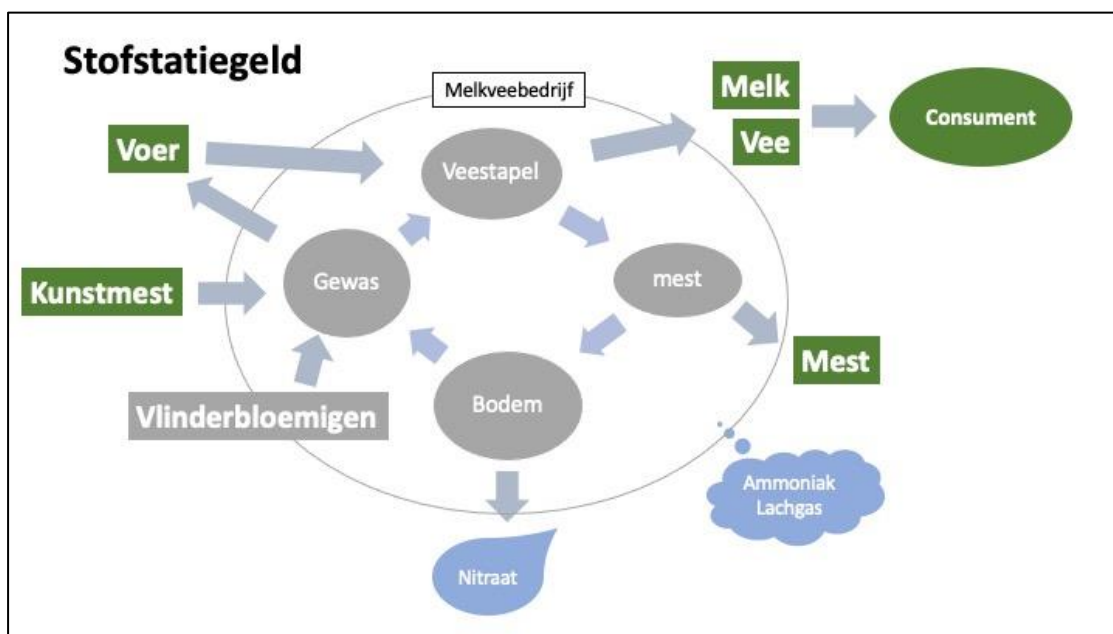 Stofstatiegeld
Melkveebedrijf
Melk
Vee
Consument
Voer
Veestapel
Kunstmest
Gewas
mest
Mest
Vlinderbloemigen
Bodem
Ammoniak
Lachgas
Nitraat